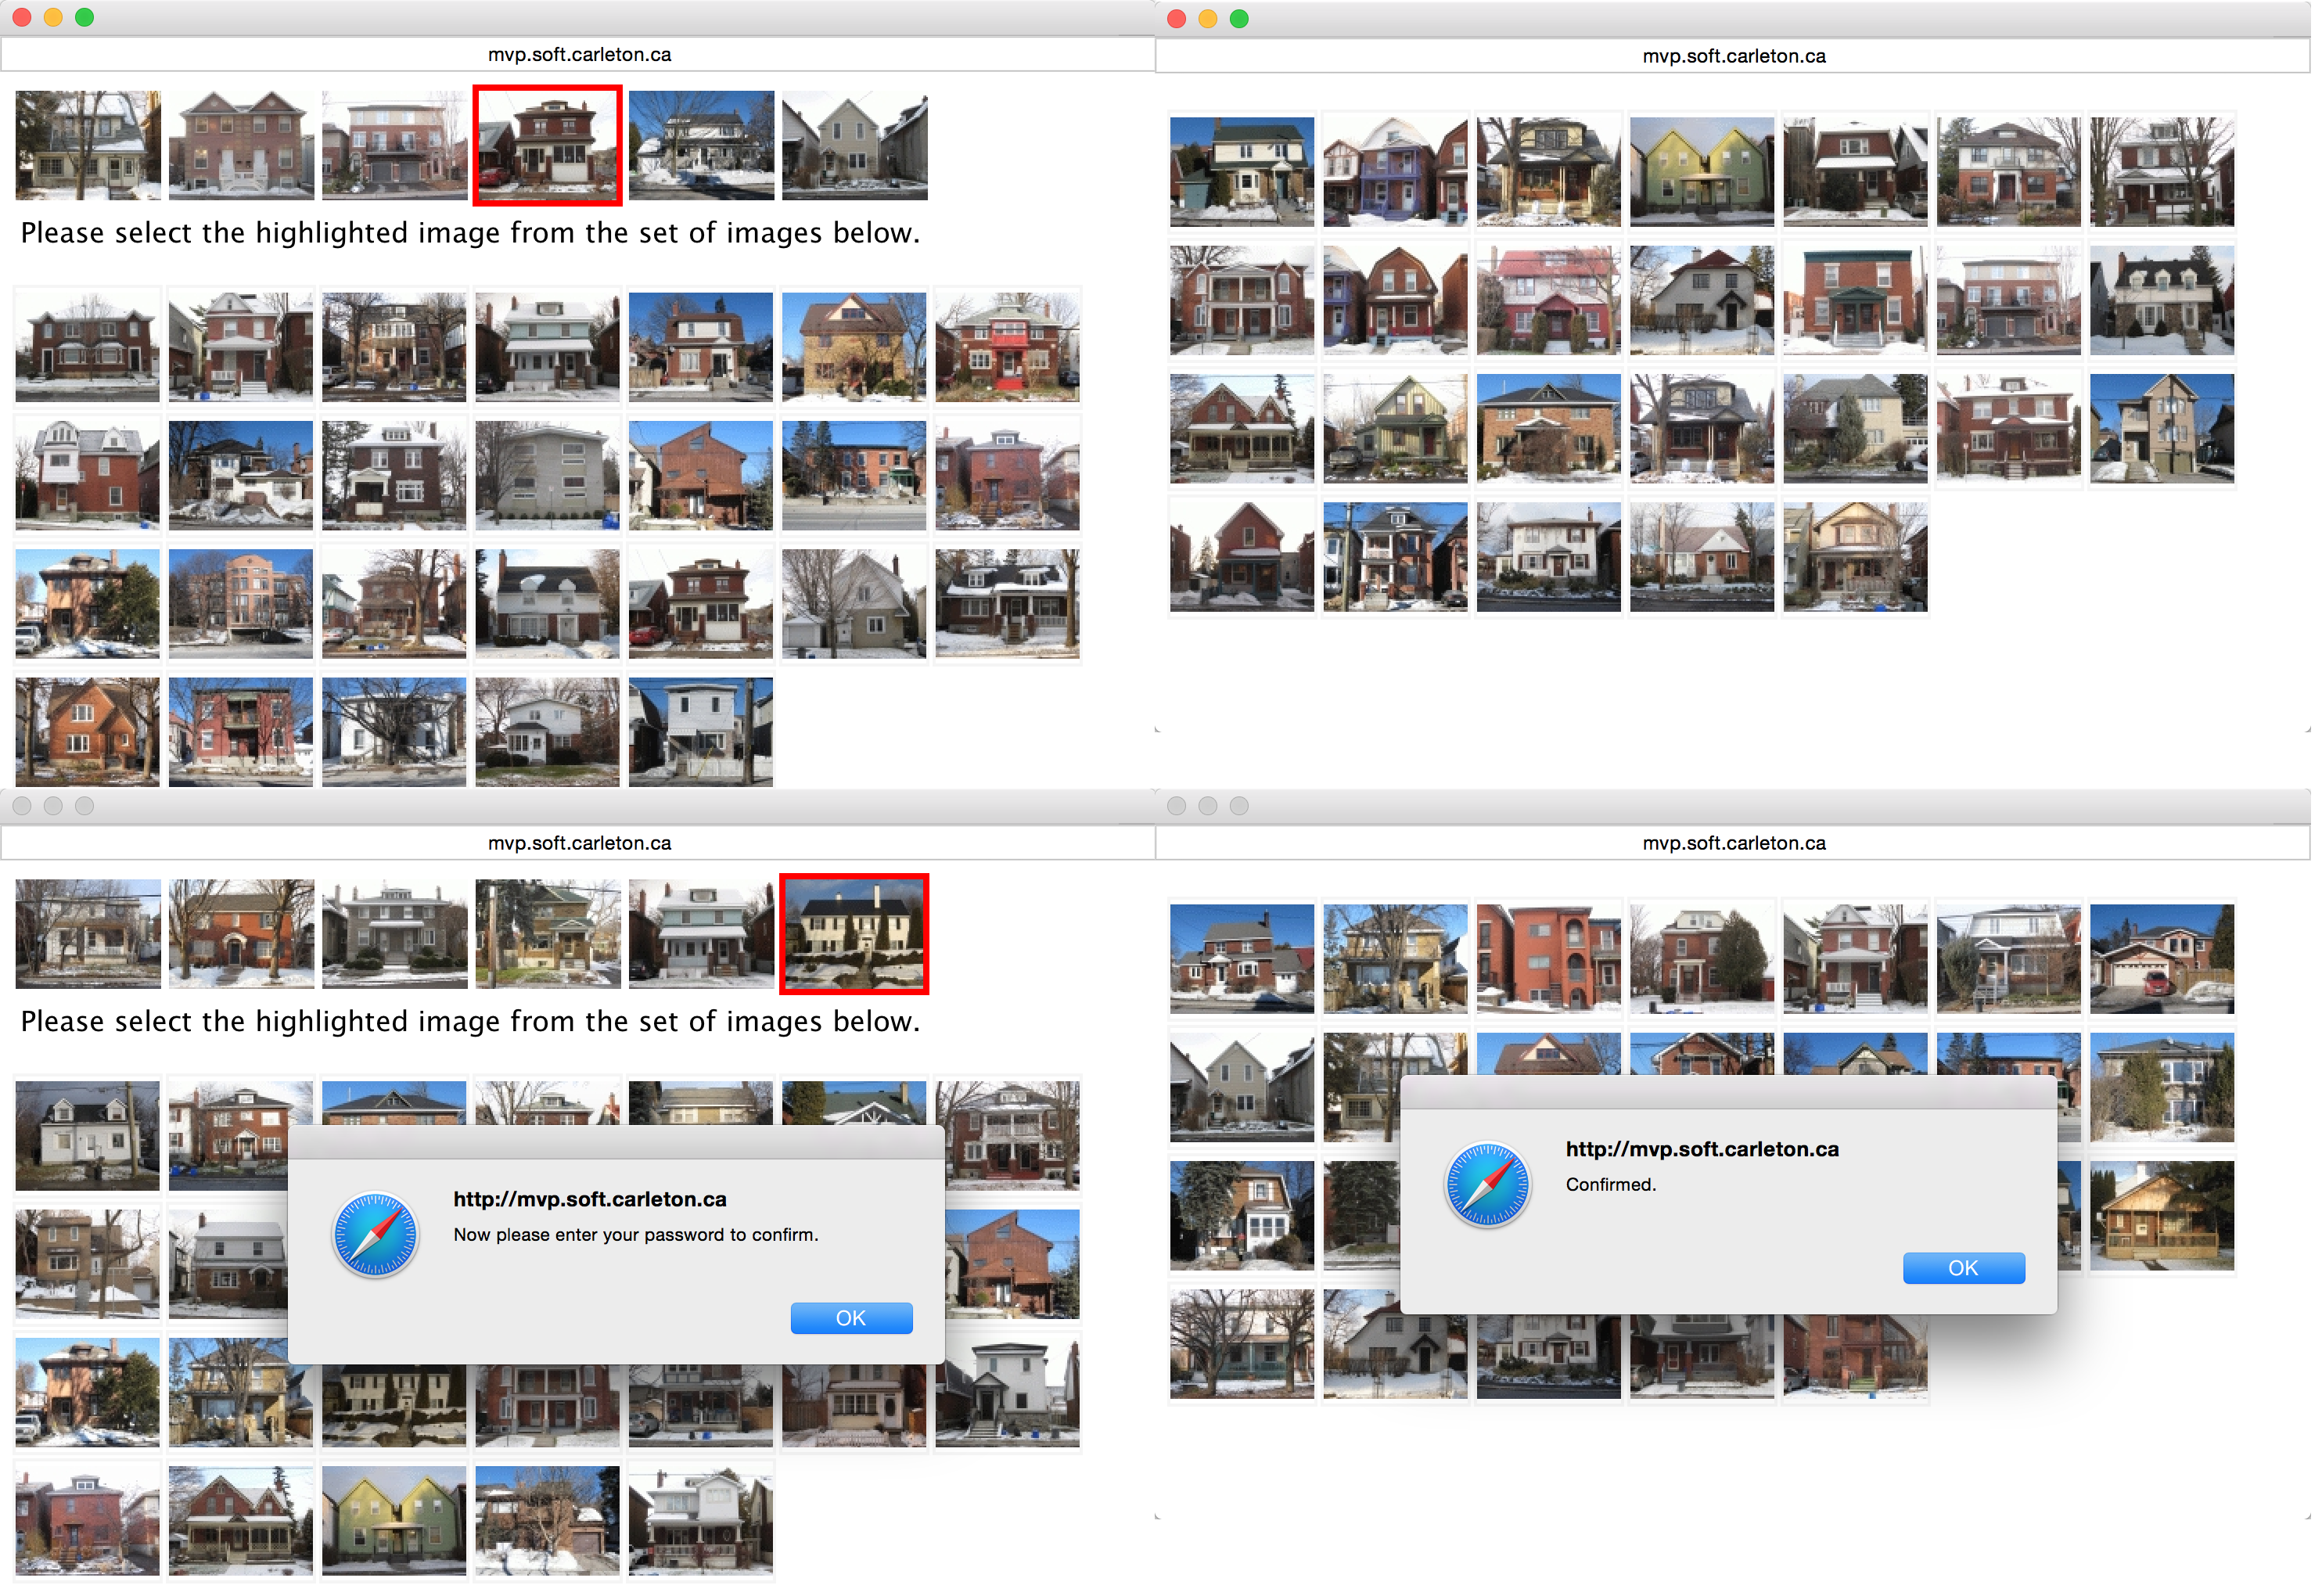 mvp.soft.carleton.ca
Please select the highlighted image from the set of images below.
mvp.soft.carleton.ca
mvp.soft.carleton.ca
Please select the highlighted image from the set of images below.
http://mvp.soft.carleton.ca
Now please enter your password to confirm.
OK
mvp.soft.carleton.ca
http://mvp.soft.carleton.ca
Confirmed.
OK